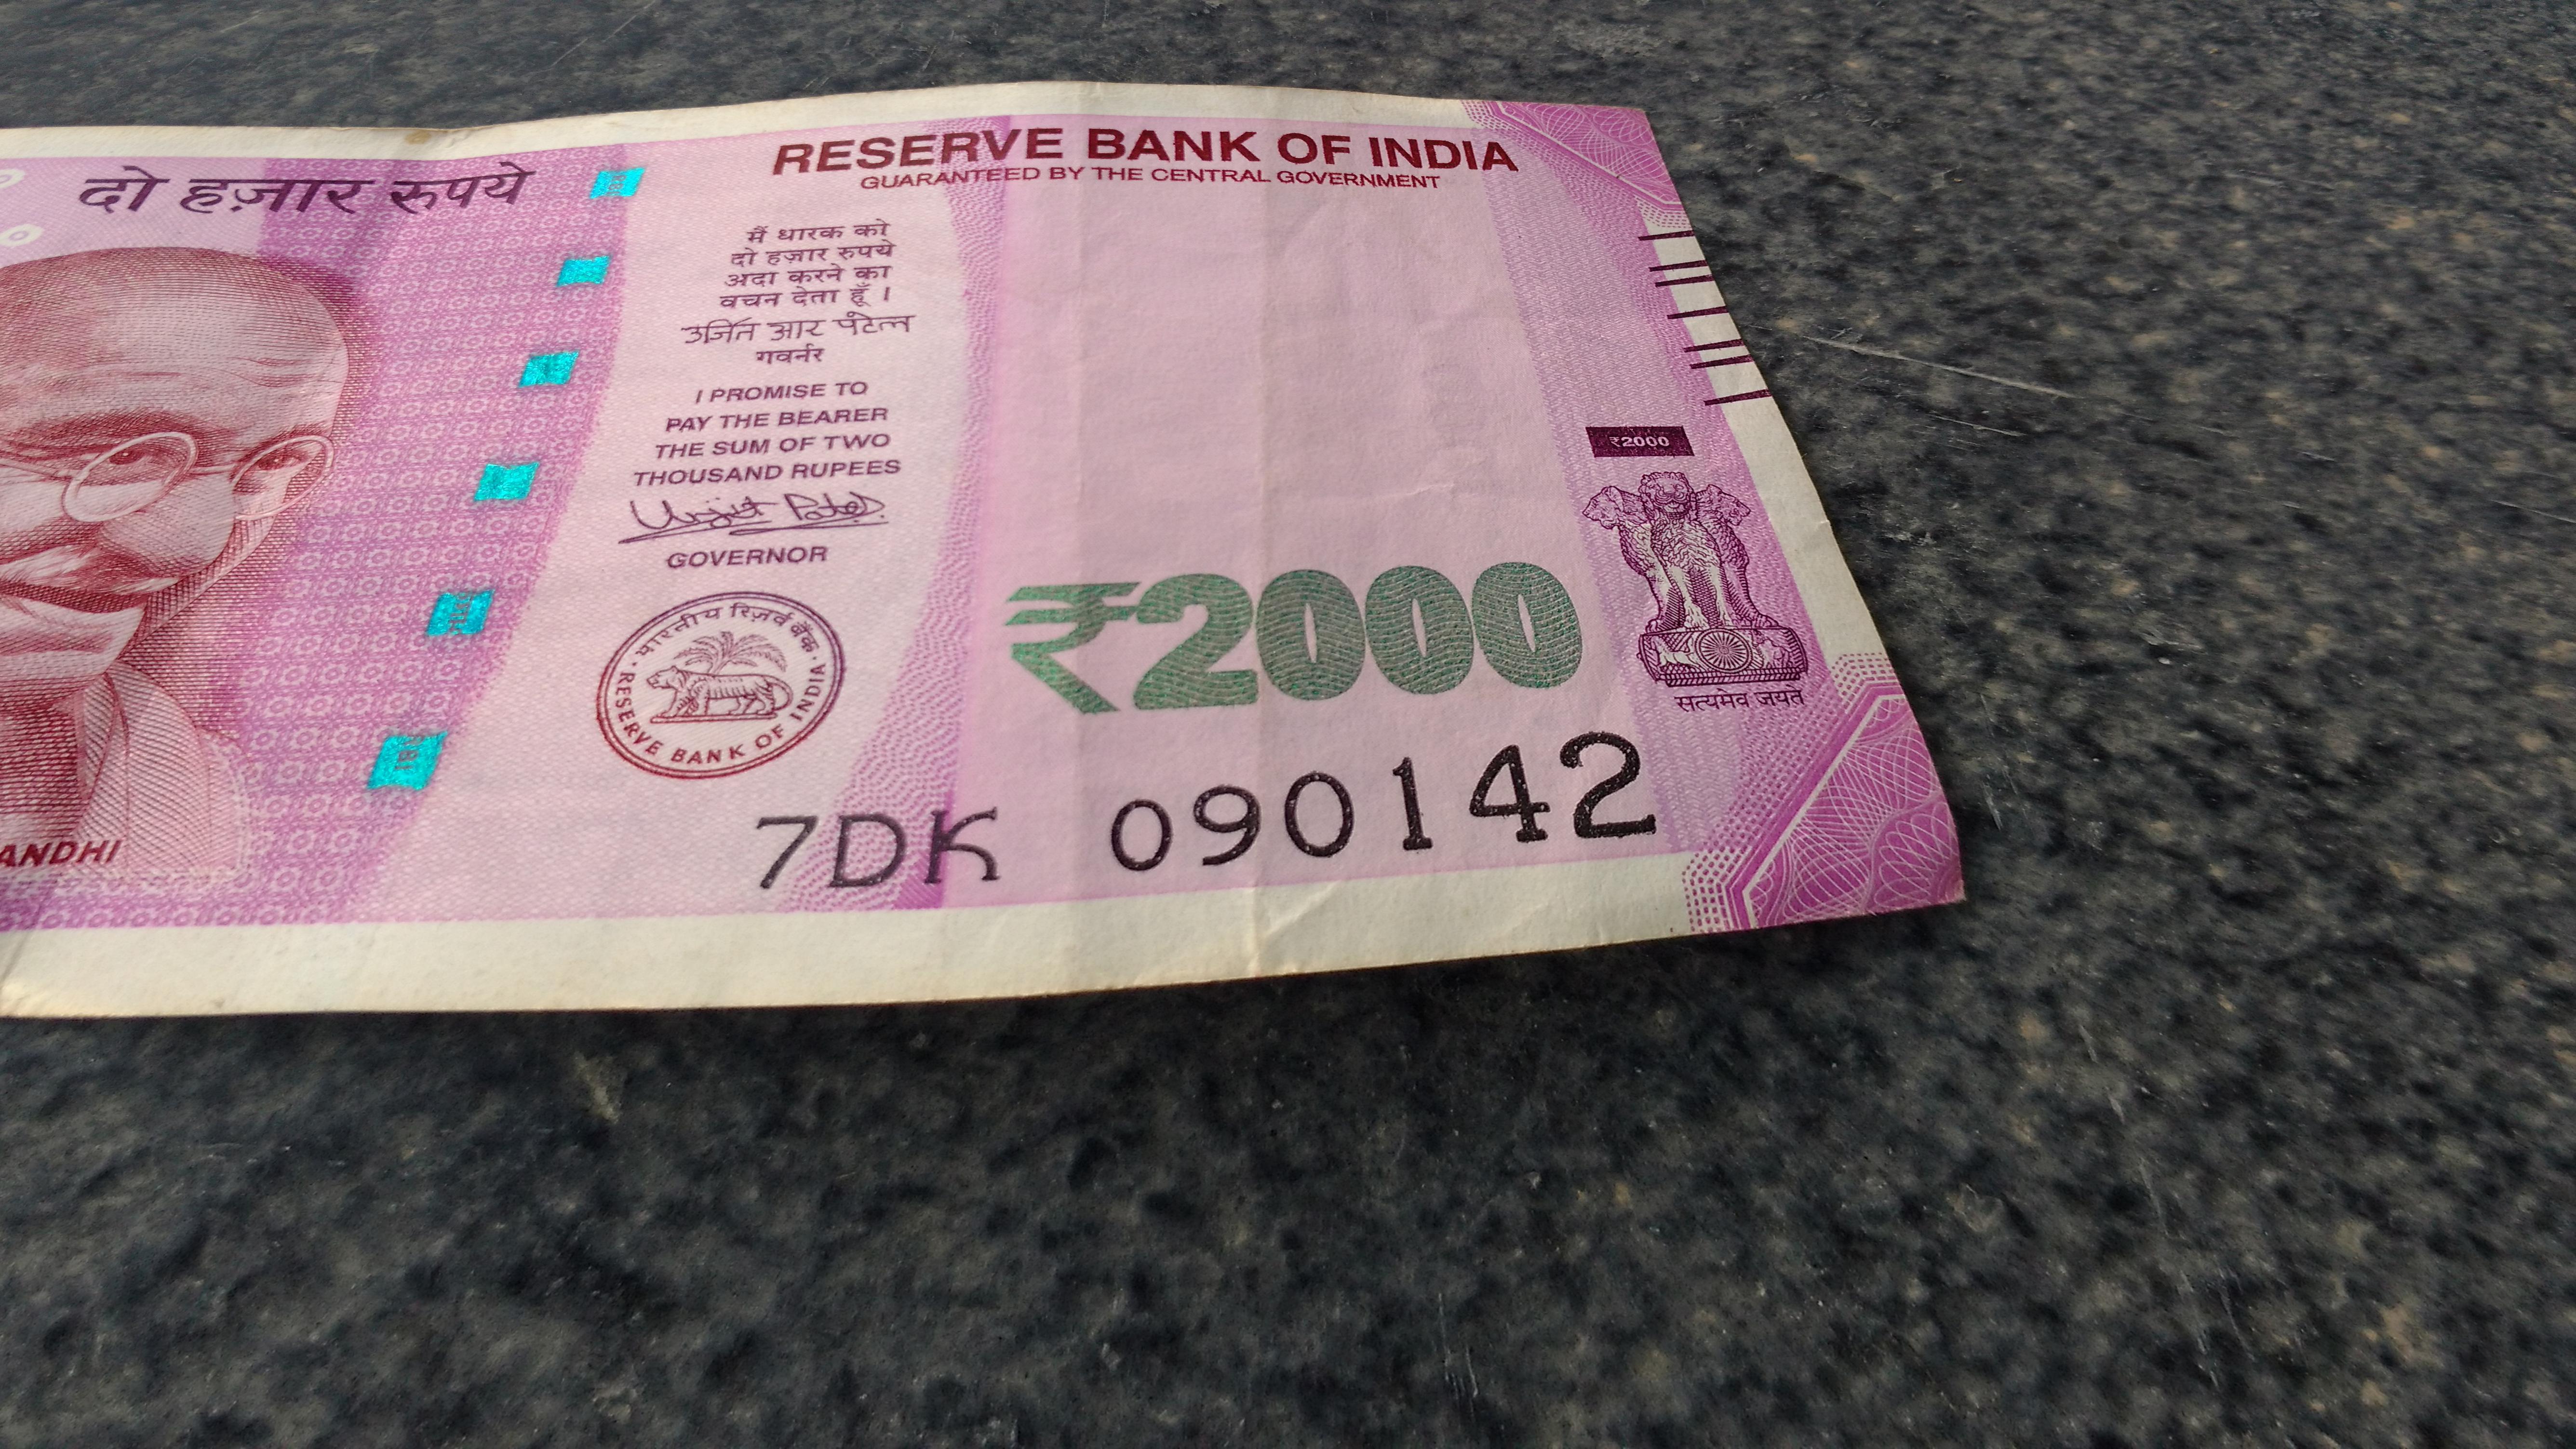 दो हज़ार रुपये
RESERVE BANK OF INDIA
GUARANTEED BY THE CENTRAL GOVERNMENT
मैं धारक को
दो हज़ार रुपये
अदा करने का
वचन देता हूँ ।
उर्जित आर पटेल
गवर्नर
I PROMISE TO
PAY THE BEARER
THE SUM OF TWO
THOUSAND RUPEES
Urjit Patel
GOVERNOR
भारतीय रिज़र्व बैंक
RESERVE BANK OF INDIA
₹2000
₹2000
सत्यमेव जयते
7DK 090142
ANDHI